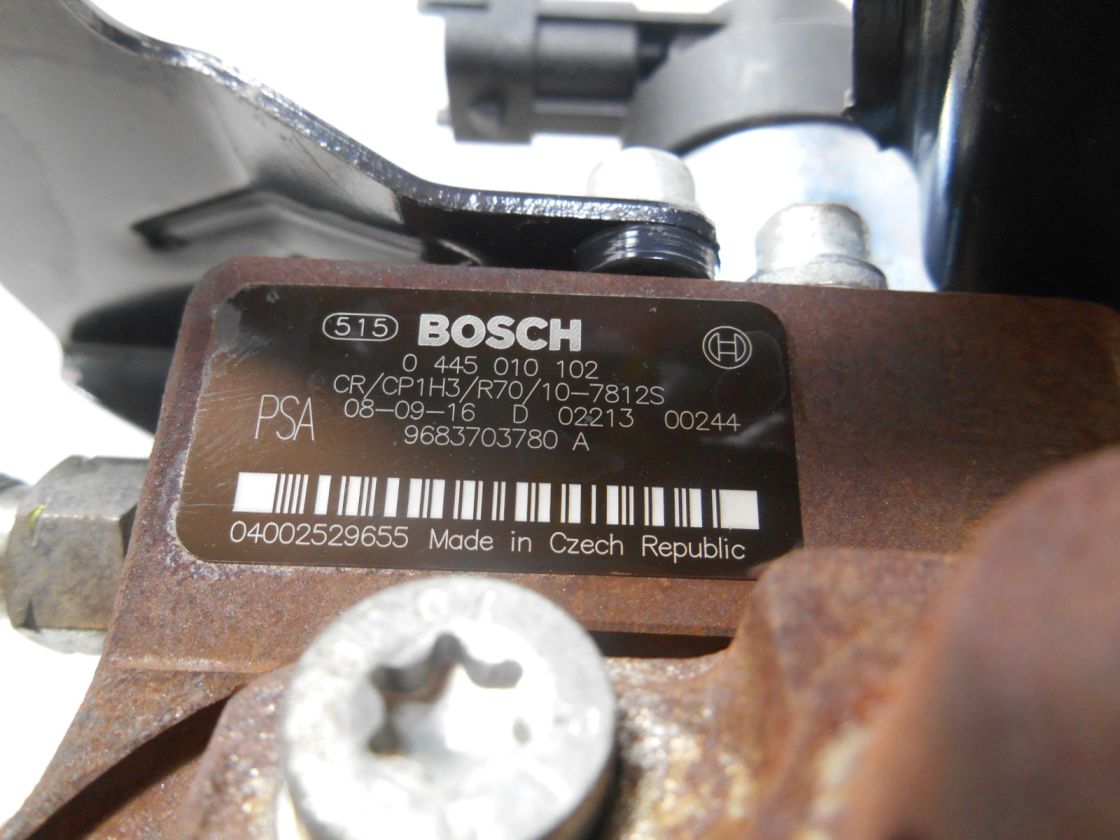 515 BOSCH
0 445 010 102
CR/CP1H3/R70/10-7812S
PSA 08-09-16 D 02213 00244
9683703780 A
04002529655 Made in Czech Republic